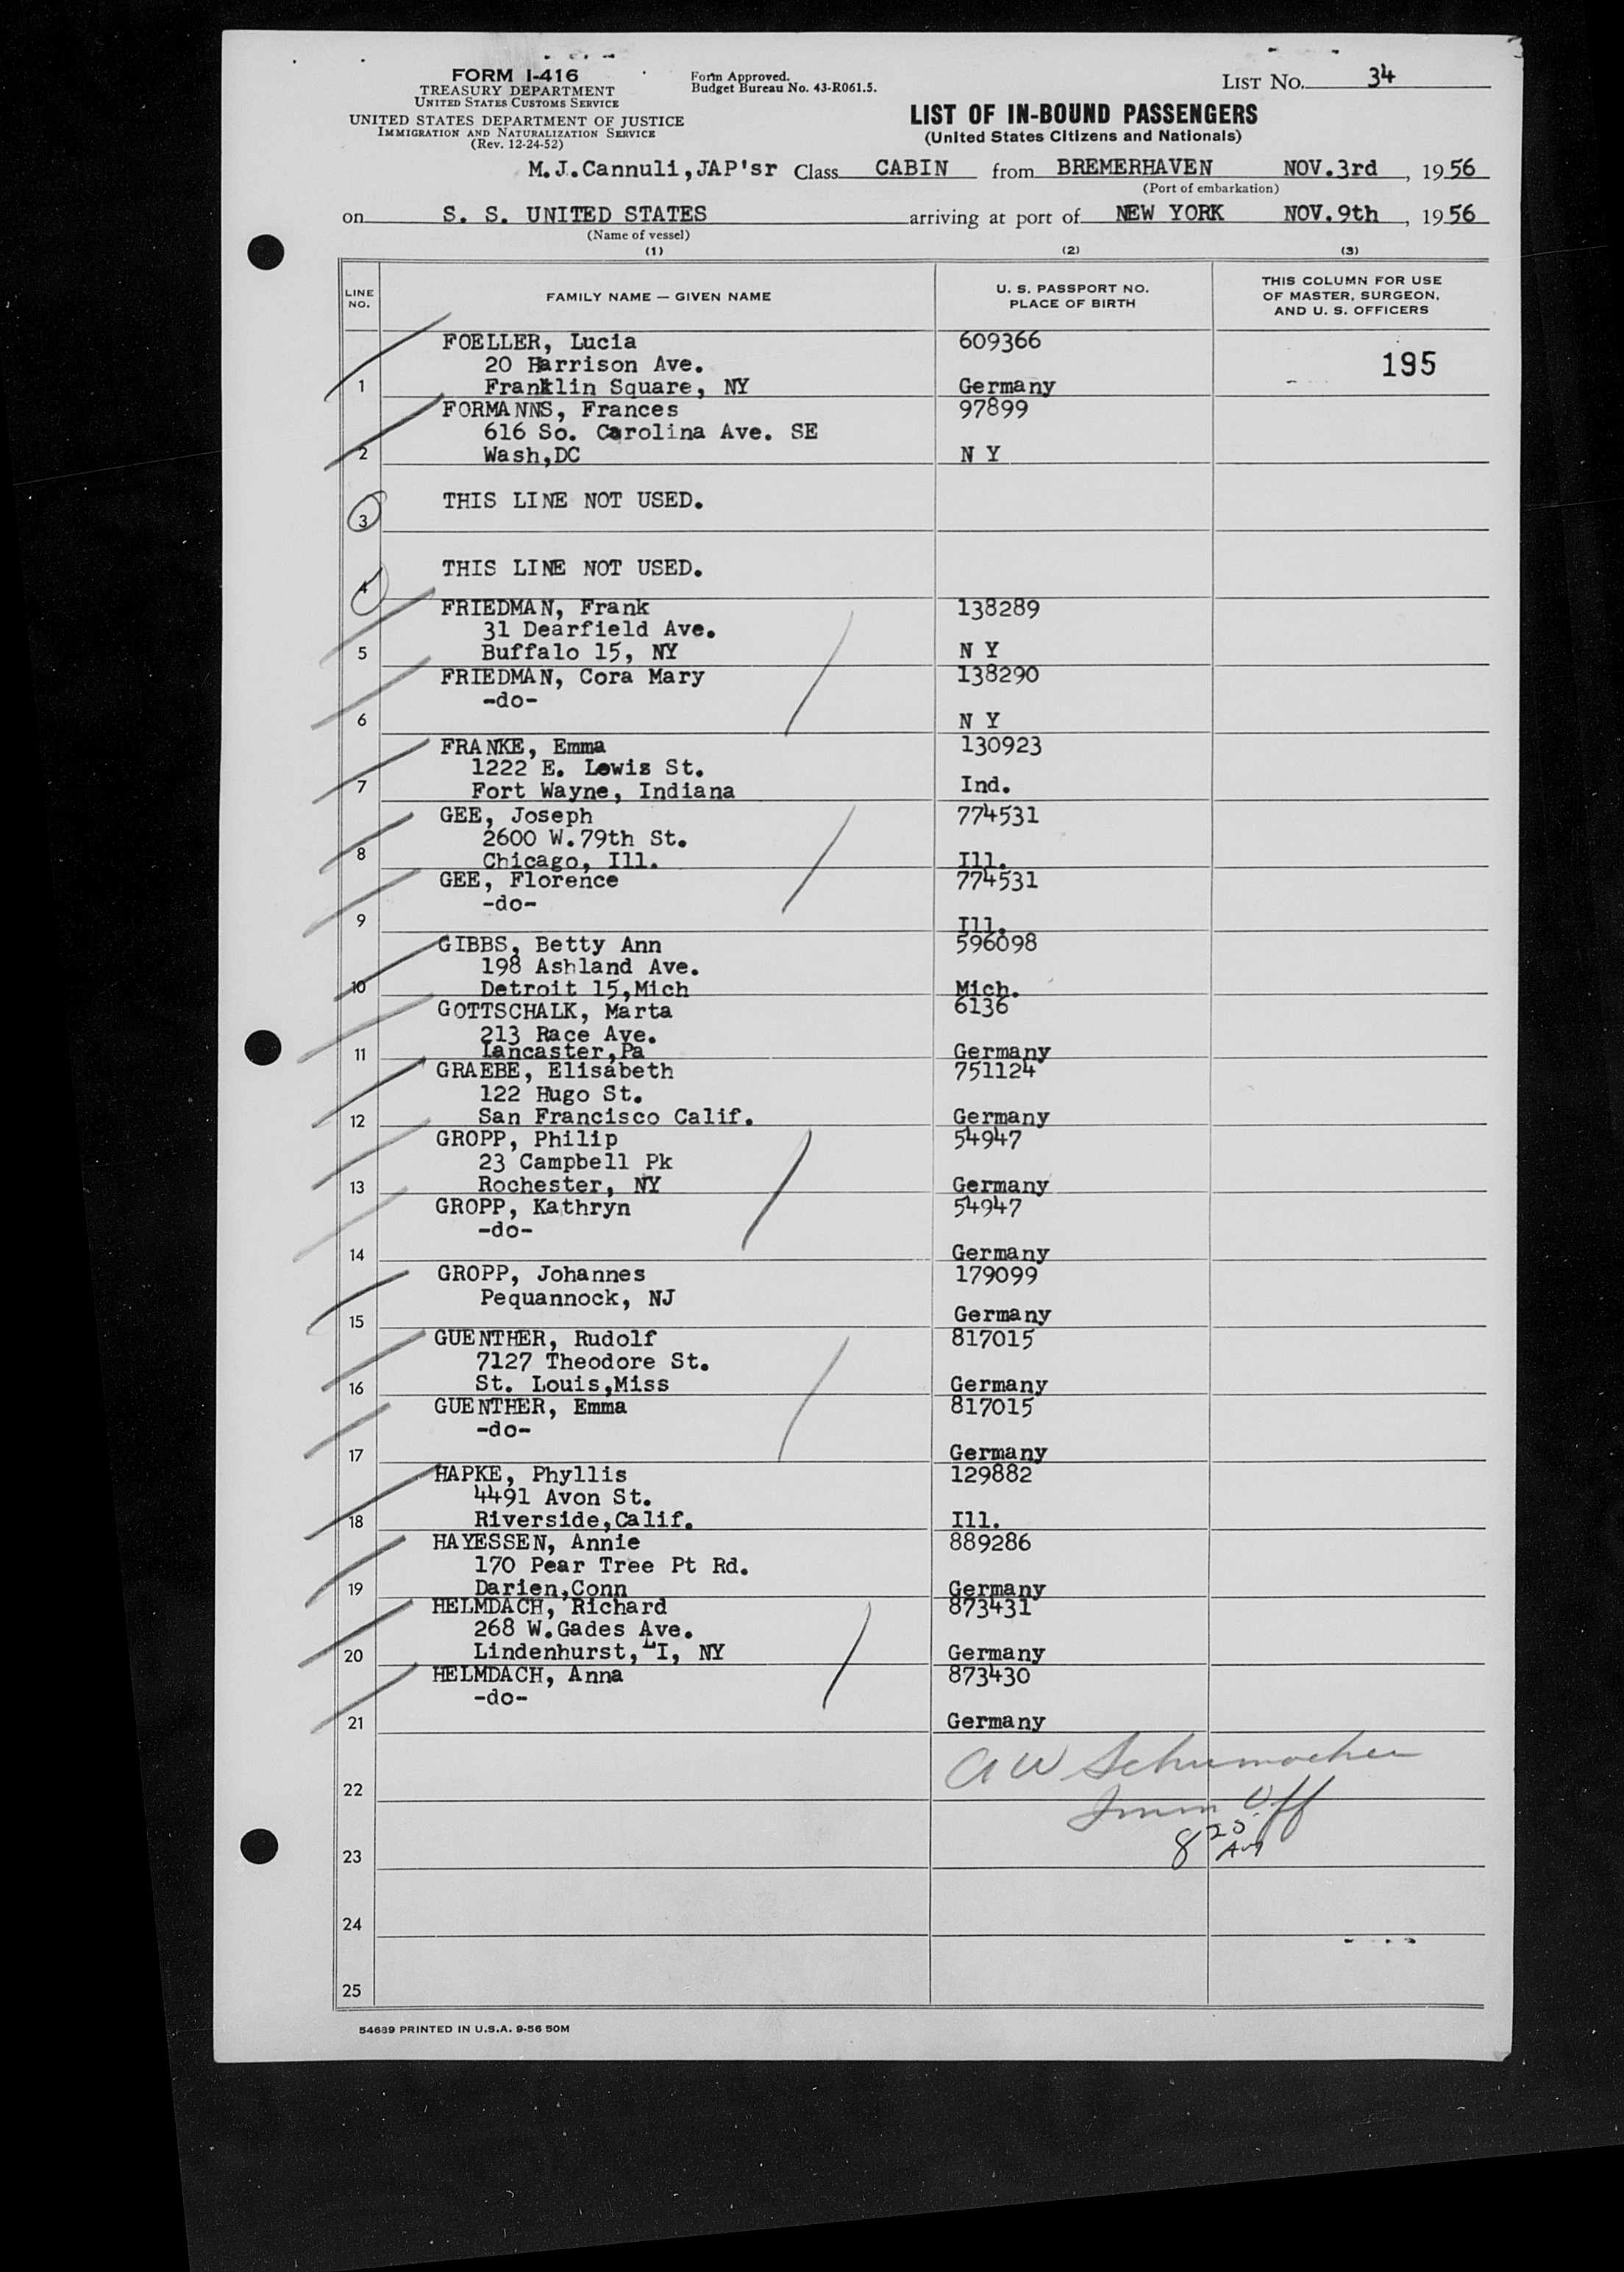 FORM I-416
TREASURY DEPARTMENT
UNITED STATES CUSTOMS SERVICE
UNITED STATES DEPARTMENT OF JUSTICE
IMMIGRATION AND NATURALIZATION SERVICE
(Rev. 12-24-52)
Form Approved.
Budget Bureau No. 43-R061.5.
LIST No. 34
LIST OF IN-BOUND PASSENGERS
(United States Citizens and Nationals)
M.J.Cannuli,JAP'sr Class CABIN from BREMERHAVEN NOV.3rd, 1956
(Port of embarkation)
on S. S. UNITED STATES arriving at port of NEW YORK NOV.9th, 1956
(Name of vessel)
(1) (2) (3)
LINE NO. FAMILY NAME — GIVEN NAME U. S. PASSPORT NO. PLACE OF BIRTH THIS COLUMN FOR USE OF MASTER, SURGEON, AND U. S. OFFICERS
FOELLER, Lucia 609366
20 Harrison Ave. 195
1 Franklin Square, NY Germany
FORMANNS, Frances 97899
616 So. Carolina Ave. SE
2 Wash,DC N Y
THIS LINE NOT USED.
3
THIS LINE NOT USED.
4
FRIEDMAN, Frank 138289
31 Dearfield Ave.
5 Buffalo 15, NY N Y
FRIEDMAN, Cora Mary 138290
-do-
6 N Y
FRANKE, Emma 130923
1222 E. Lewis St.
7 Fort Wayne, Indiana Ind.
GEE, Joseph 774531
2600 W.79th St.
8 Chicago, Ill. Ill.
GEE, Florence 774531
-do-
9 Ill.
GIBBS, Betty Ann 596098
198 Ashland Ave.
10 Detroit 15,Mich Mich.
GOTTSCHALK, Marta 6136
213 Race Ave.
11 Lancaster,Pa Germany
GRAEBE, Elisabeth 751124
122 Hugo St.
12 San Francisco Calif. Germany
GROPP, Philip 54947
23 Campbell Pk
13 Rochester, NY Germany
GROPP, Kathryn 54947
-do-
14 Germany
GROPP, Johannes 179099
Pequannock, NJ
15 Germany
GUENTHER, Rudolf 817015
7127 Theodore St.
16 St. Louis,Miss Germany
GUENTHER, Emma 817015
-do-
17 Germany
HAPKE, Phyllis 129882
4491 Avon St.
18 Riverside,Calif. Ill.
HAYESSEN, Annie 889286
170 Pear Tree Pt Rd.
19 Darien,Conn Germany
HELMDACH, Richard 873431
268 W.Gades Ave.
20 Lindenhurst, LI, NY Germany
HELMDACH, Anna 873430
-do-
21 Germany
A W Schumacher
22
Imm Off
8 25 AM
23
24
25
54689 PRINTED IN U.S.A. 9-56 50M